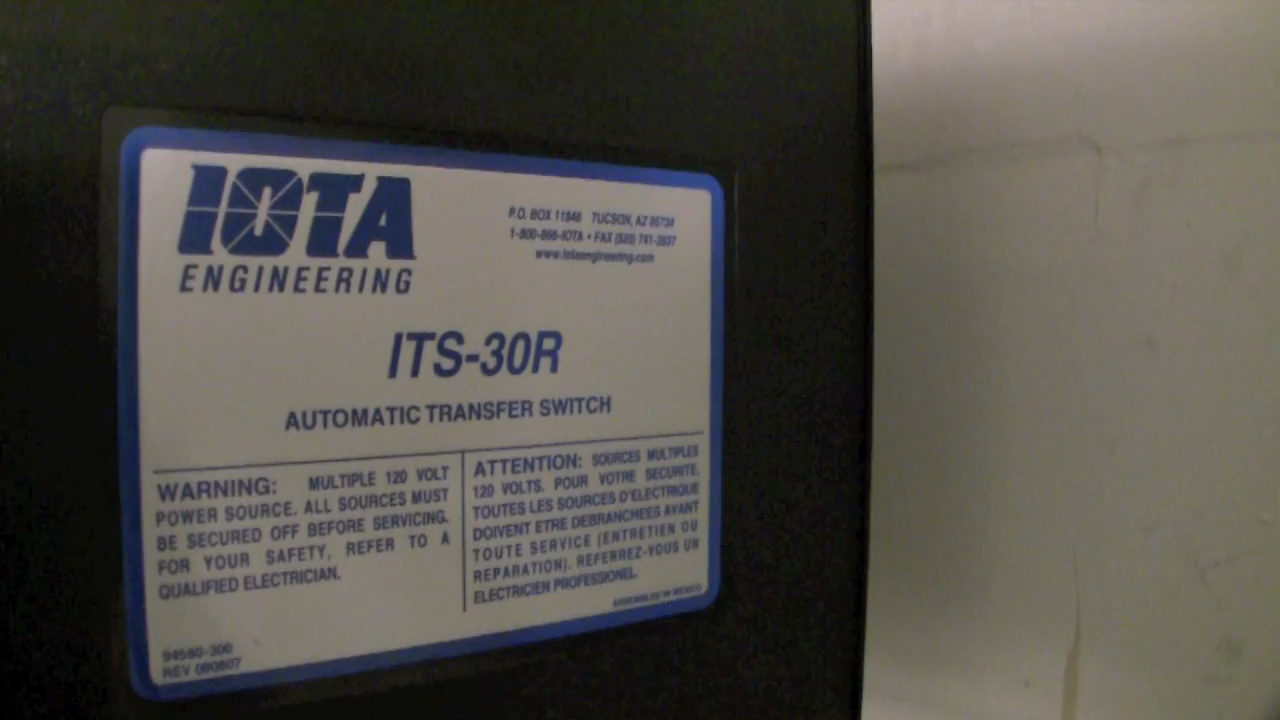 IOTA
ENGINEERING
P.O. BOX 11846 TUCSON, AZ 85734
1-800-866-IOTA • FAX (520) 741-2837
www.iotaengineering.com
ITS-30R
AUTOMATIC TRANSFER SWITCH
WARNING: MULTIPLE 120 VOLT
POWER SOURCE. ALL SOURCES MUST
BE SECURED OFF BEFORE SERVICING.
FOR YOUR SAFETY, REFER TO A
QUALIFIED ELECTRICIAN.
ATTENTION: SOURCES MULTIPLES
120 VOLTS. POUR VOTRE SECURITE,
TOUTES LES SOURCES D'ELECTRIQUE
DOIVENT ETRE DEBRANCHEES AVANT
TOUTE SERVICE (ENTRETIEN OU
REPARATION). REFERREZ-VOUS UN
ELECTRICIEN PROFESSIONEL.
ASSEMBLED IN MEXICO
94580-300
REV 080807